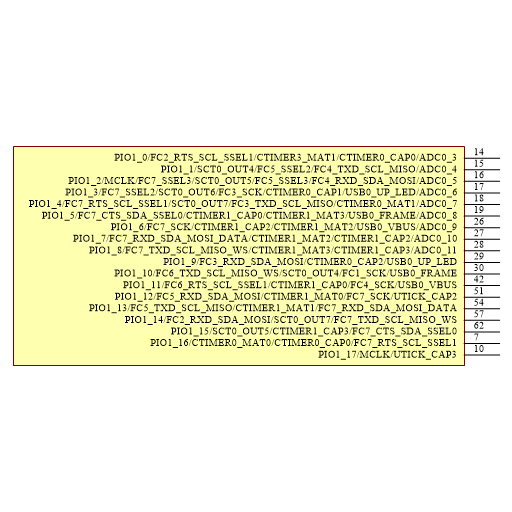 PIO1_0/FC2_RTS_SCL_SSEL1/CTIMER3_MAT1/CTIMER0_CAP0/ADC0_3 14
PIO1_1/SCT0_OUT4/FC5_SSEL2/FC4_TXD_SCL_MISO/ADC0_4 15
PIO1_2/MCLK/FC7_SSEL3/SCT0_OUT5/FC5_SSEL3/FC4_RXD_SDA_MOSI/ADC0_5 16
PIO1_3/FC7_SSEL2/SCT0_OUT6/FC3_SCK/CTIMER0_CAP1/USB0_UP_LED/ADC0_6 17
PIO1_4/FC7_RTS_SCL_SSEL1/SCT0_OUT7/FC3_TXD_SCL_MISO/CTIMER0_MAT1/ADC0_7 18
PIO1_5/FC7_CTS_SDA_SSEL0/CTIMER1_CAP0/CTIMER1_MAT3/USB0_FRAME/ADC0_8 19
PIO1_6/FC7_SCK/CTIMER1_CAP2/CTIMER1_MAT2/USB0_VBUS/ADC0_9 26
PIO1_7/FC7_RXD_SDA_MOSI_DATA/CTIMER1_MAT2/CTIMER1_CAP2/ADC0_10 27
PIO1_8/FC7_TXD_SCL_MISO_WS/CTIMER1_MAT3/CTIMER1_CAP3/ADC0_11 28
PIO1_9/FC3_RXD_SDA_MOSI/CTIMER0_CAP2/USB0_UP_LED 29
PIO1_10/FC6_TXD_SCL_MISO_WS/SCT0_OUT4/FC1_SCK/USB0_FRAME 30
PIO1_11/FC6_RTS_SCL_SSEL1/CTIMER1_CAP0/FC4_SCK/USB0_VBUS 42
PIO1_12/FC5_RXD_SDA_MOSI/CTIMER1_MAT0/FC7_SCK/UTICK_CAP2 51
PIO1_13/FC5_TXD_SCL_MISO/CTIMER1_MAT1/FC7_RXD_SDA_MOSI_DATA 54
PIO1_14/FC2_RXD_SDA_MOSI/SCT0_OUT7/FC7_TXD_SCL_MISO_WS 57
PIO1_15/SCT0_OUT5/CTIMER1_CAP3/FC7_CTS_SDA_SSEL0 62
PIO1_16/CTIMER0_MAT0/CTIMER0_CAP0/FC7_RTS_SCL_SSEL1 7
PIO1_17/MCLK/UTICK_CAP3 10